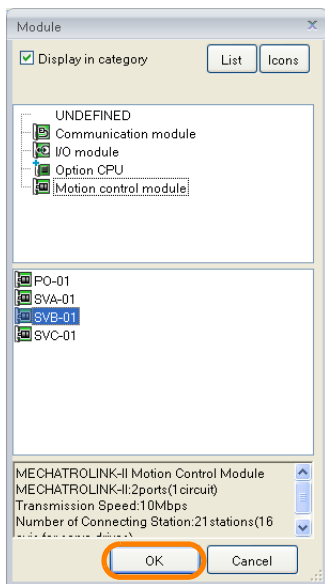 Module
Display in category
List Icons
UNDEFINED
Communication module
I/O module
Option CPU
Motion control module
PO-01
SVA-01
SVB-01
SVC-01
MECHATROLINK-II Motion Control Module
MECHATROLINK-II:2ports(1circuit)
Transmission Speed:10Mbps
Number of Connecting Station:21stations(16
OK Cancel